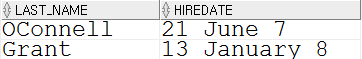 LAST_NAME HIREDATE
OConnell 21 June 7
Grant 13 January 8